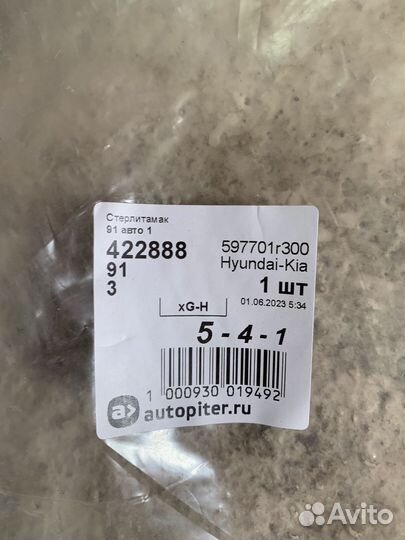 Стерлитамак
91 авто 1
422888
597701r300
91
Hyundai-Kia
3
1 шт
01.06.2023 5:34
xG-H
5 - 4 - 1
1 000930 019492
a>
autopiter.ru
Avito